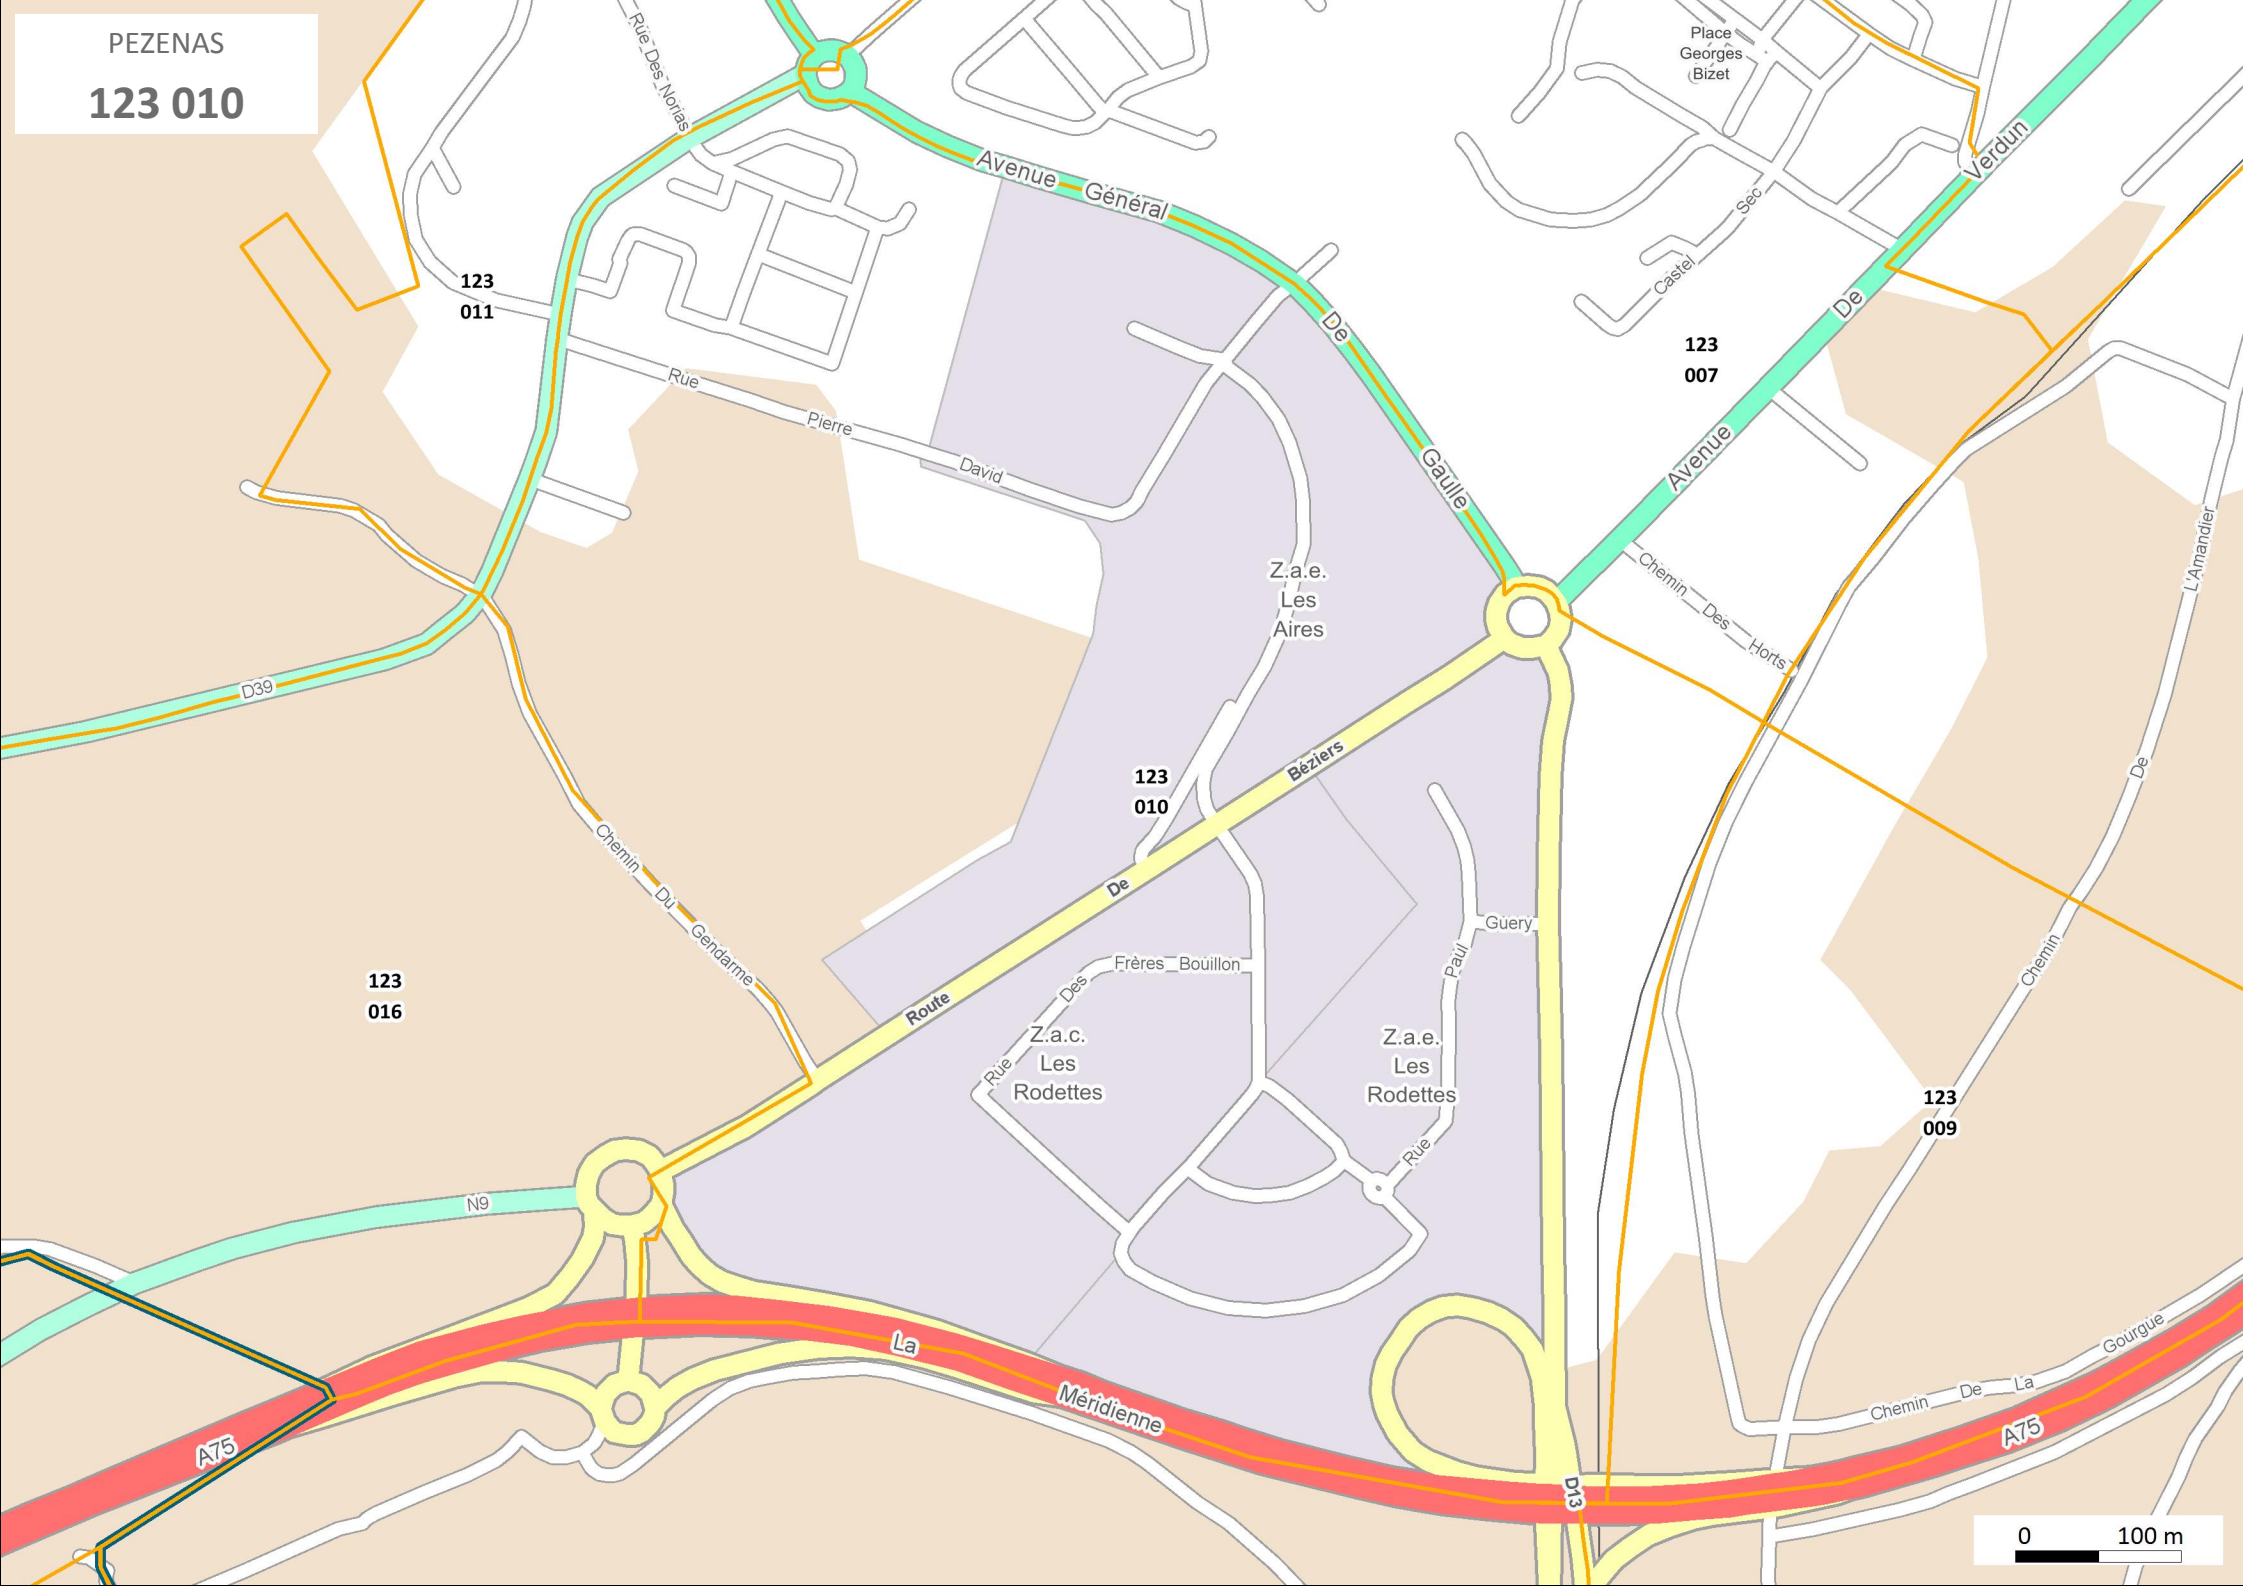 PEZENAS
123 010
Rue Des Norias
Place
Georges
Bizet
Avenue Général De Gaulle
Avenue De Verdun
Castel Sec
123
011
123
007
Rue Pierre David
Chemin Des Horts
Chemin De L'Amandier
Z.a.e.
Les
Aires
D39
123
010
Route De Béziers
Chemin Du Gendarme
Rue Paul Guery
Rue Des Frères Bouillon
123
016
Z.a.c.
Les
Rodettes
Z.a.e.
Les
Rodettes
123
009
N9
La Méridienne
Chemin De La Gourgue
A75
A75
D13
0 100 m